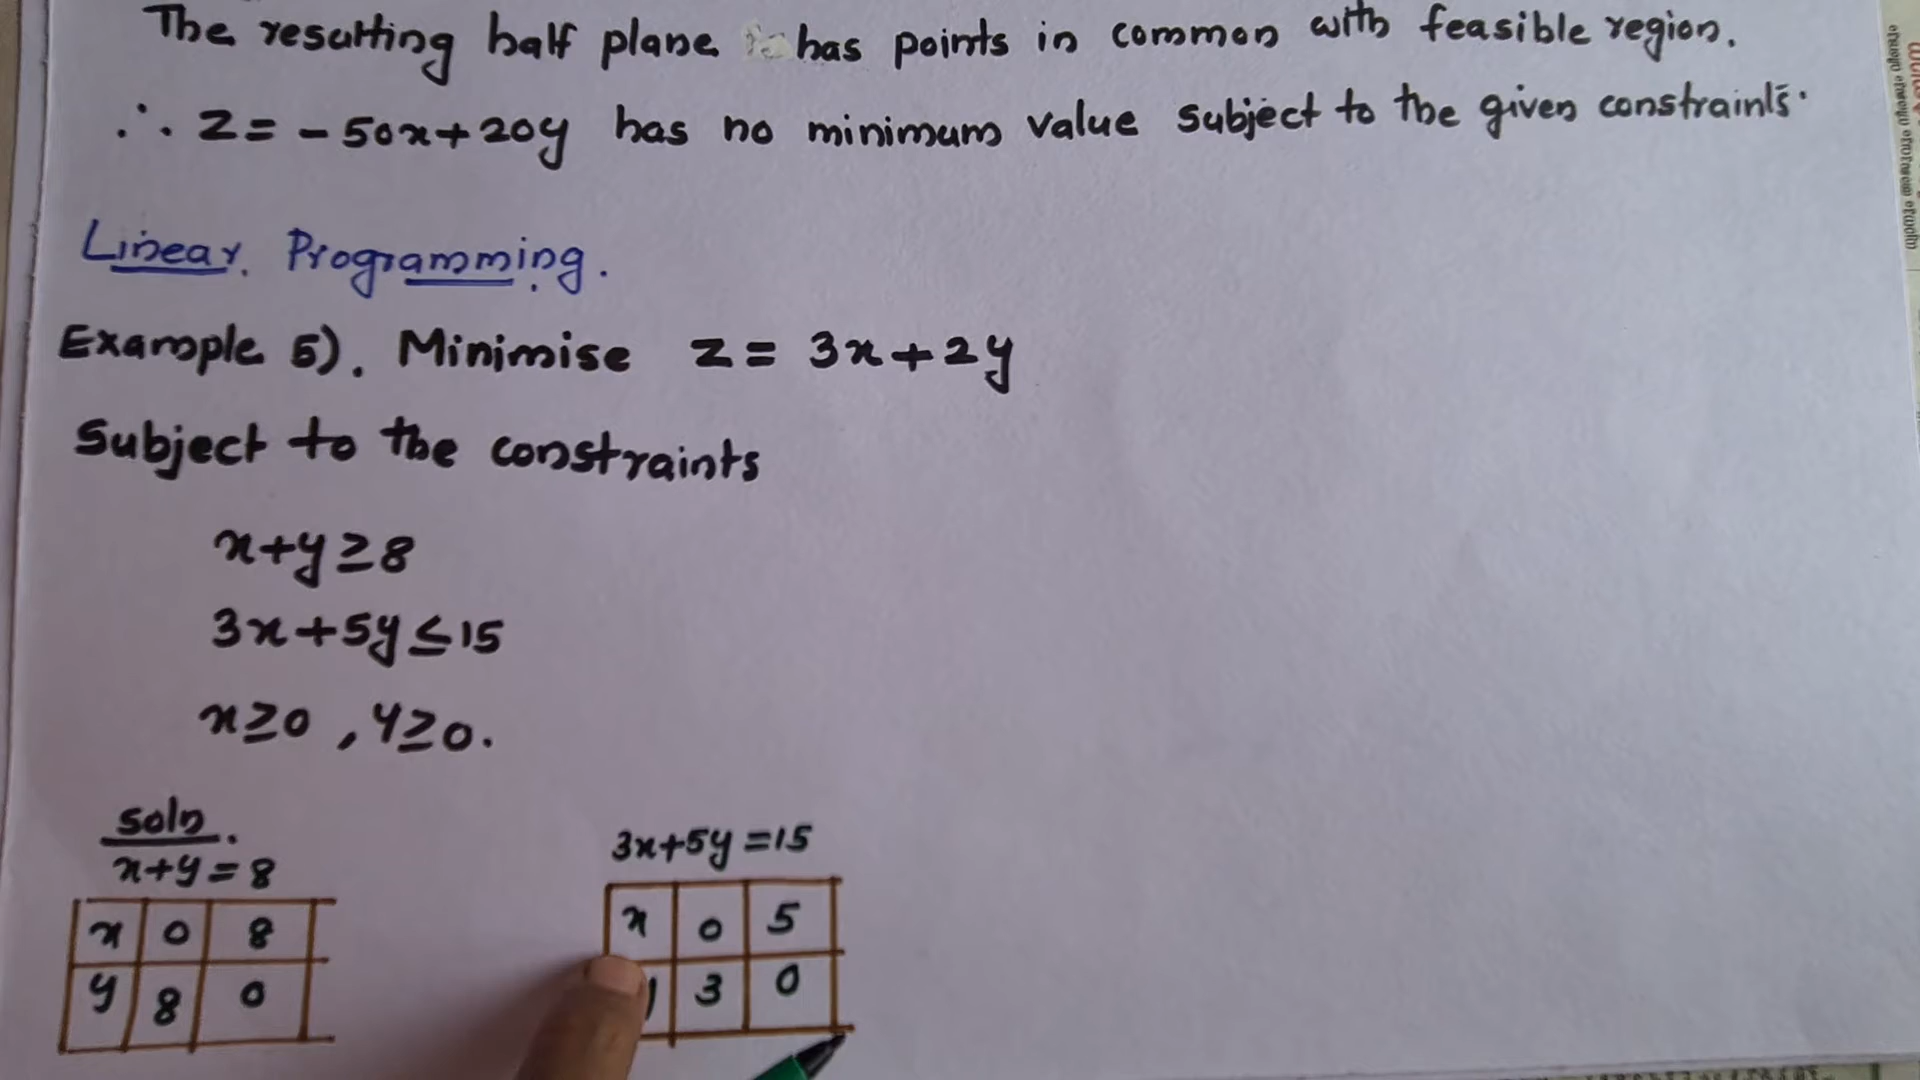 The resulting half plane has points in common with feasible region.
∴ z = -50x+20y has no minimum value subject to the given constraints.
Linear Programming.
Example 5). Minimise z = 3x+2y
Subject to the constraints
x+y≥8
3x+5y≤15
x≥0, y≥0.
soln.
x+y=8
x 0 8
y 8 0
3x+5y=15
x 0 5
3 0